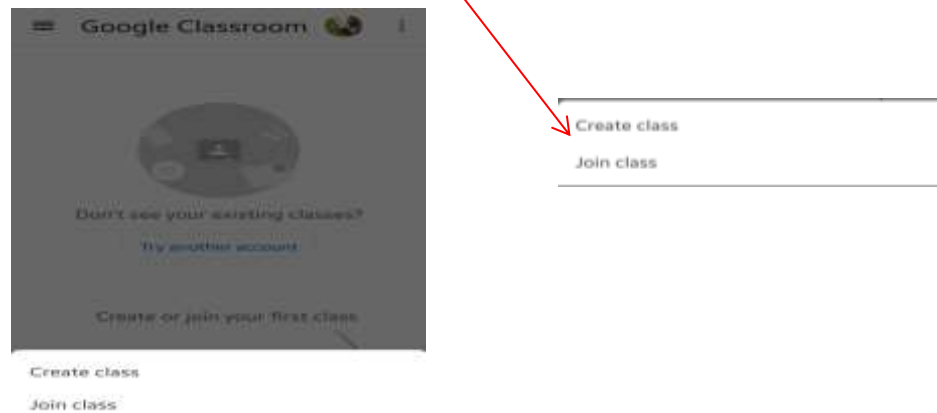 Google Classroom
Don't see your existing classes?
Try another account
Create or join your first class
Create class
Join class
Create class
Join class